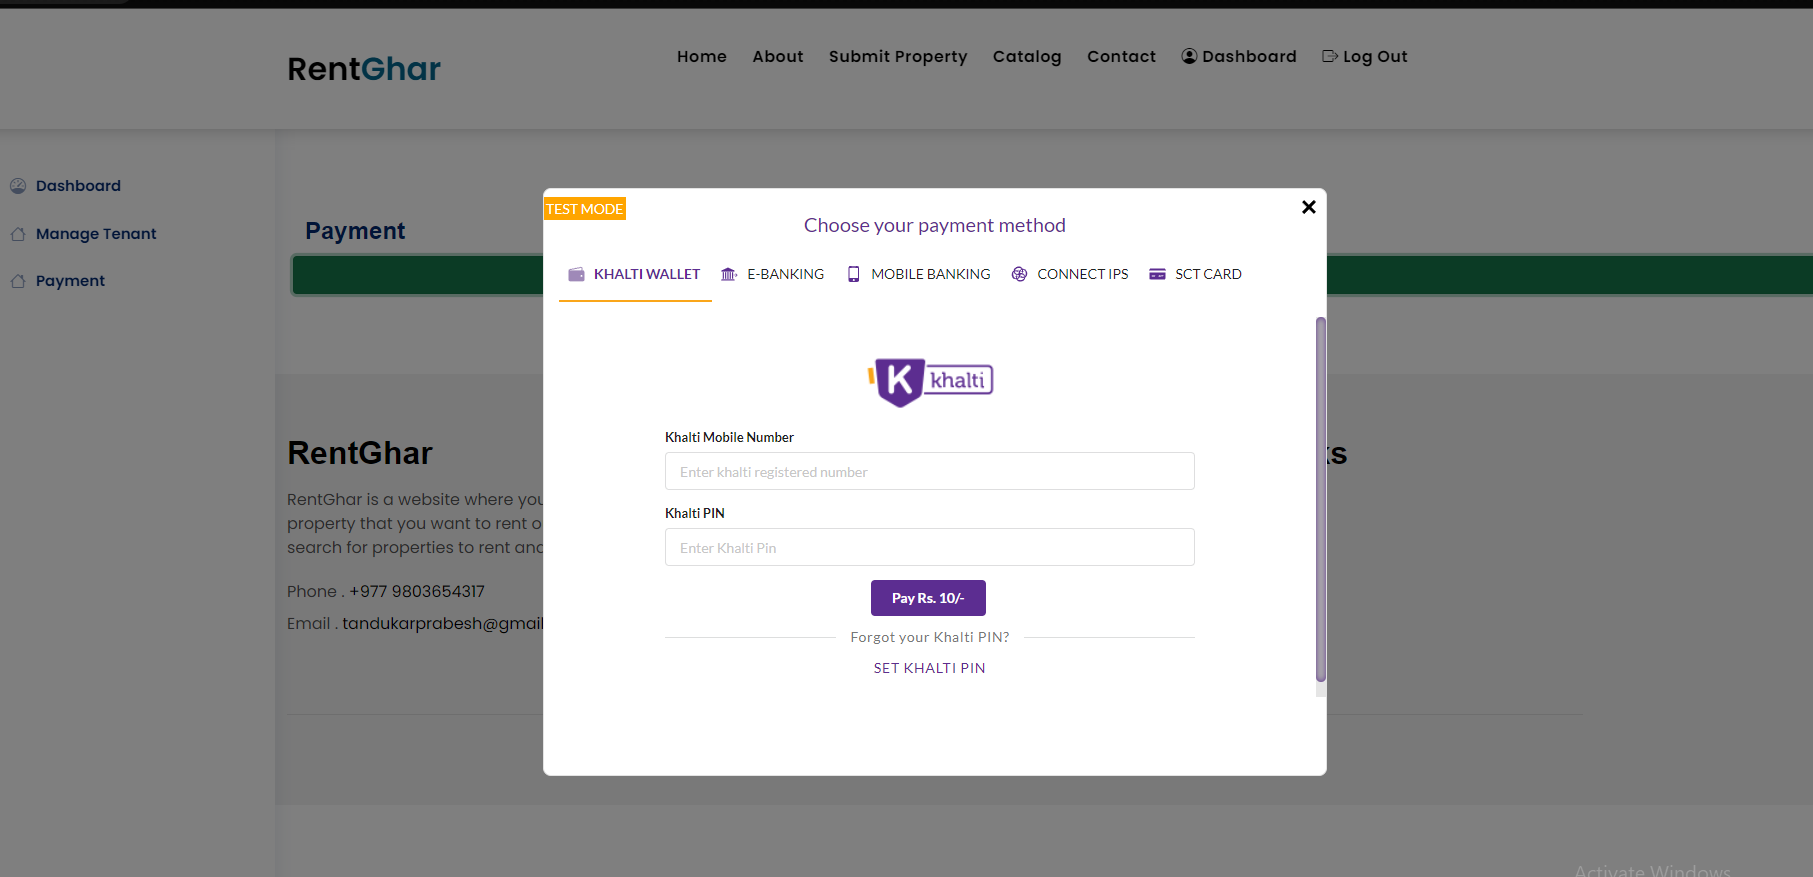 RentGhar
Home About Submit Property Catalog Contact Dashboard Log Out
Dashboard
Manage Tenant
Payment
Payment
TEST MODE
Choose your payment method
KHALTI WALLET E-BANKING MOBILE BANKING CONNECT IPS SCT CARD
K khalti
Khalti Mobile Number
Enter khalti registered number
Khalti PIN
Enter Khalti Pin
Pay Rs. 10/-
Forgot your Khalti PIN?
SET KHALTI PIN
RentGhar
RentGhar is a website where you
property that you want to rent o
search for properties to rent and
Phone . +977 9803654317
Email . tandukarprabesh@gmail
Activate Windows